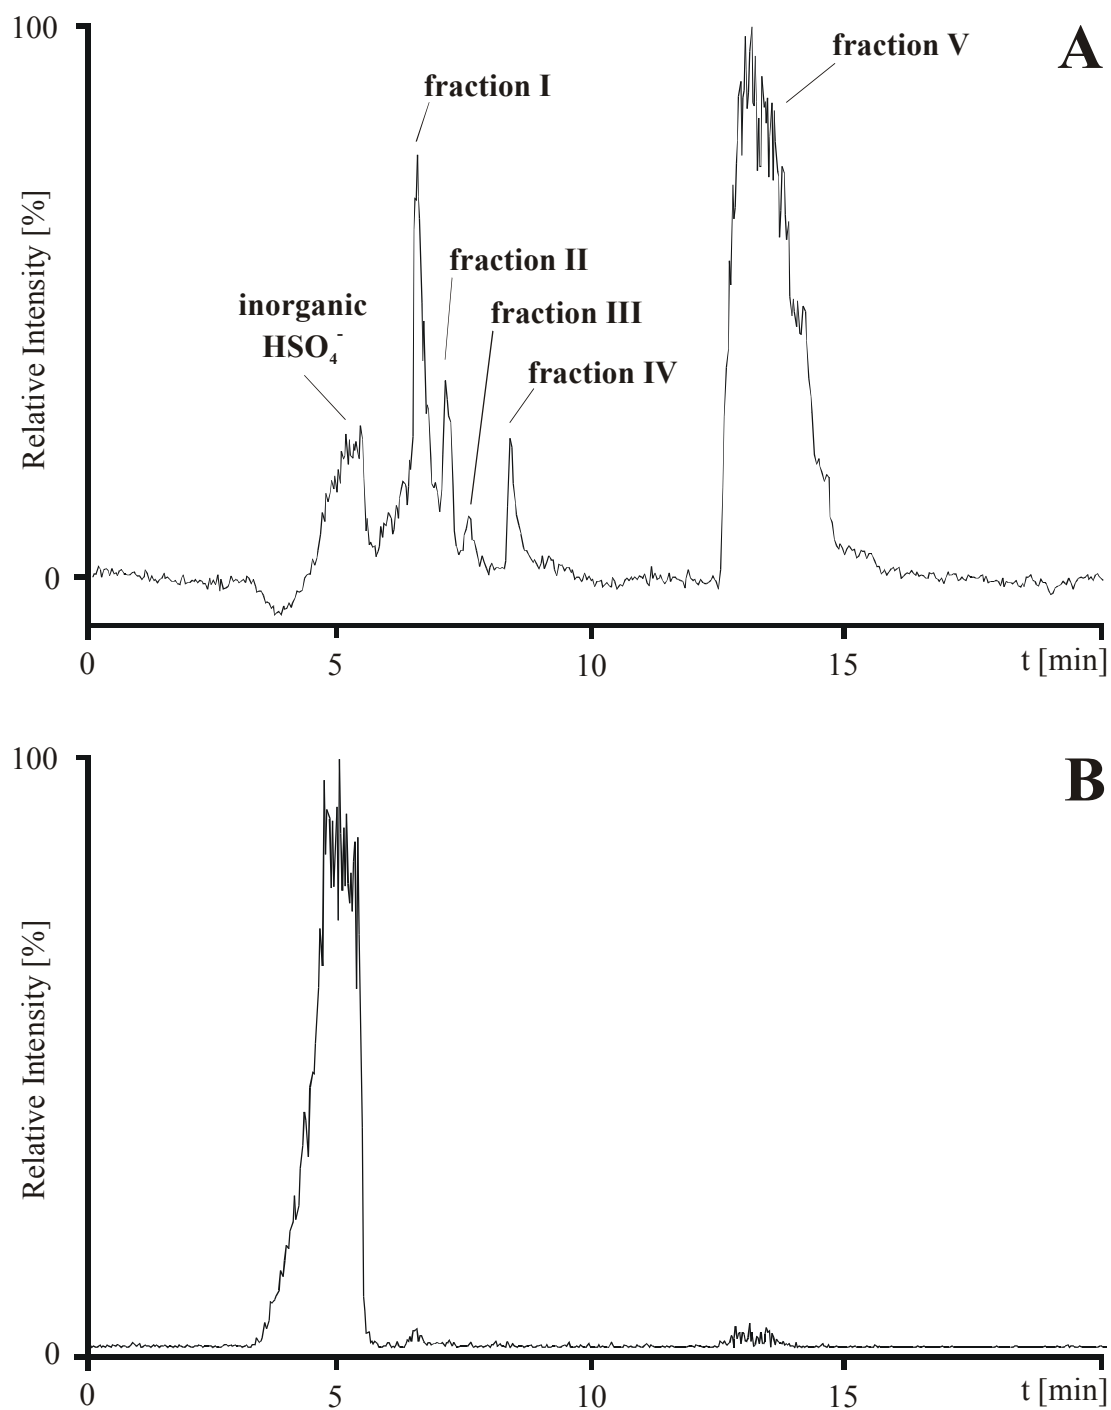 100
A
fraction V
fraction I
fraction II
inorganic
HSO₄⁻
fraction III
fraction IV
Relative Intensity [%]
0
0 5 10 15 t [min]
100
B
Relative Intensity [%]
0
0 5 10 15 t [min]